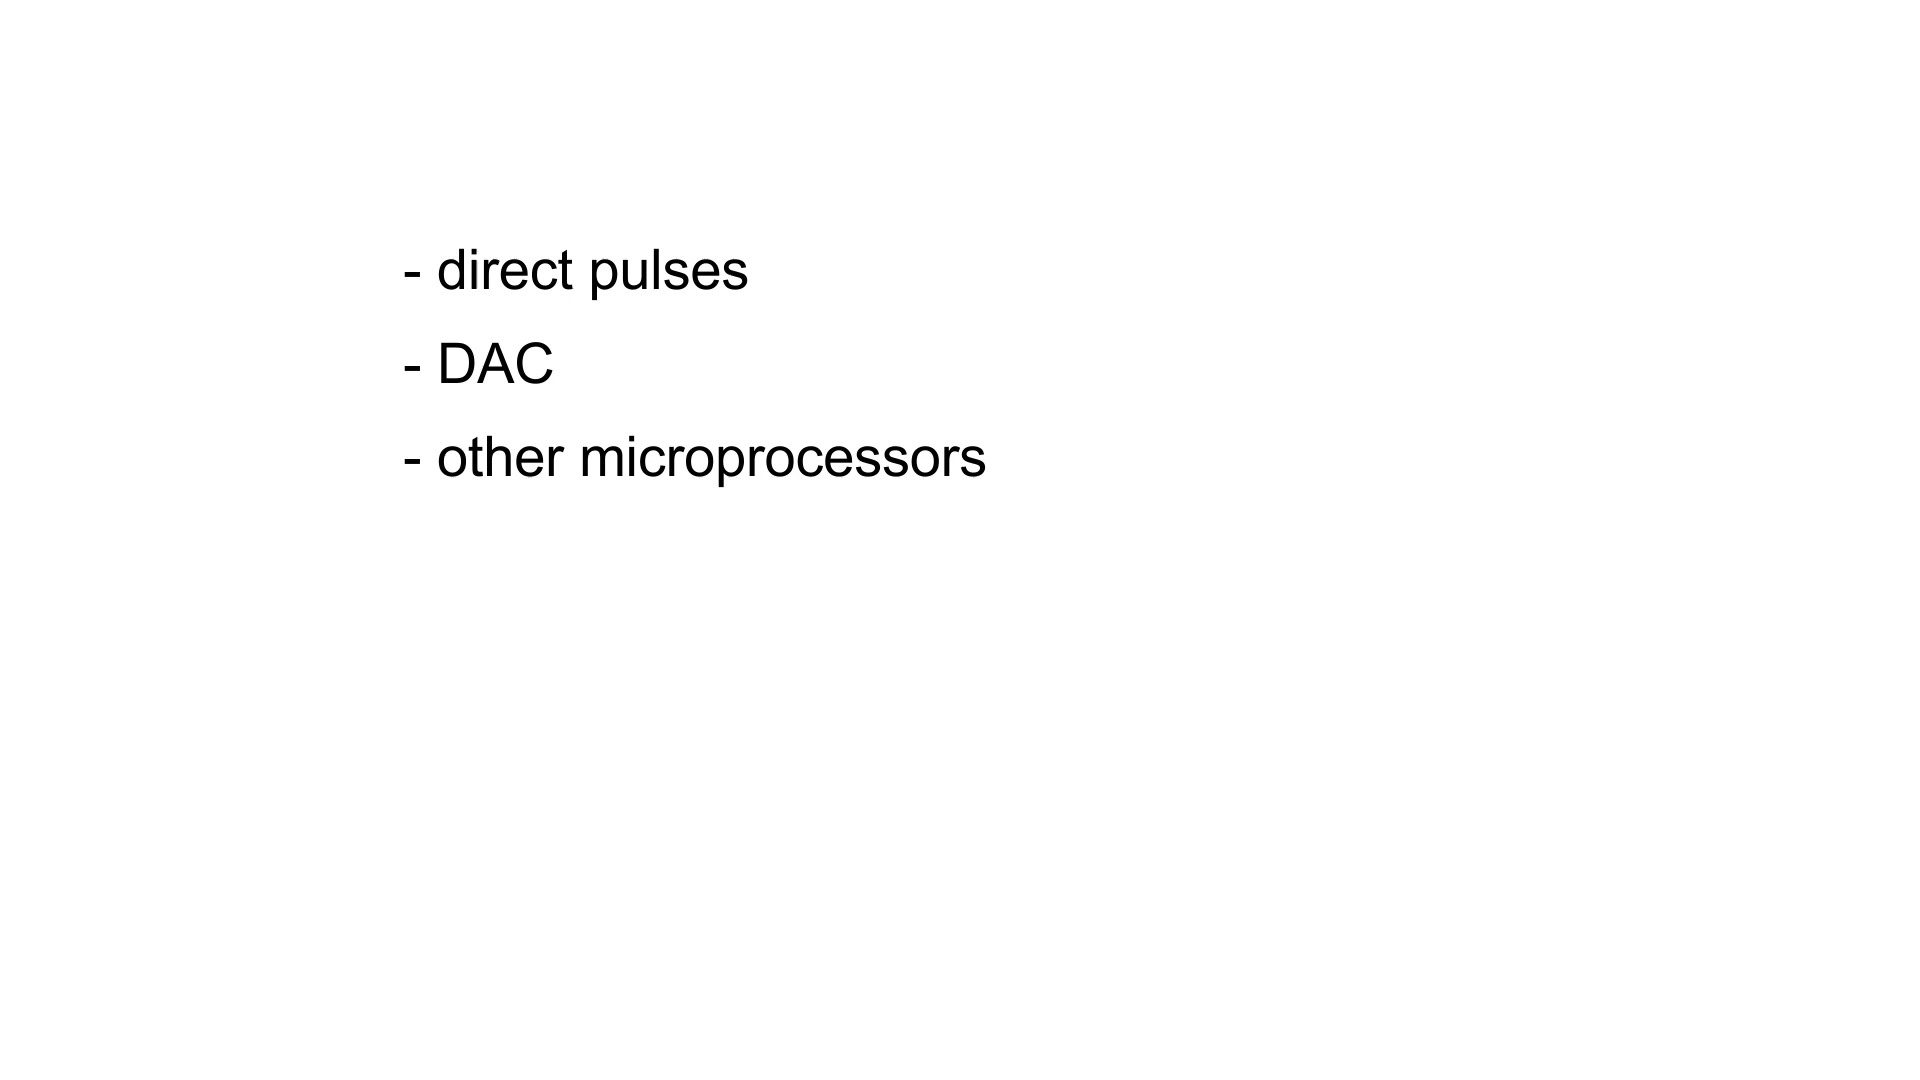 - direct pulses
- DAC
- other microprocessors